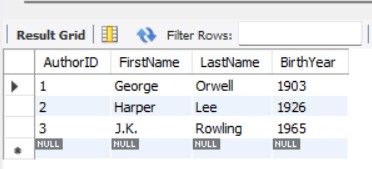 Result Grid Filter Rows:
AuthorID FirstName LastName BirthYear
1 George Orwell 1903
2 Harper Lee 1926
3 J.K. Rowling 1965
NULL NULL NULL NULL